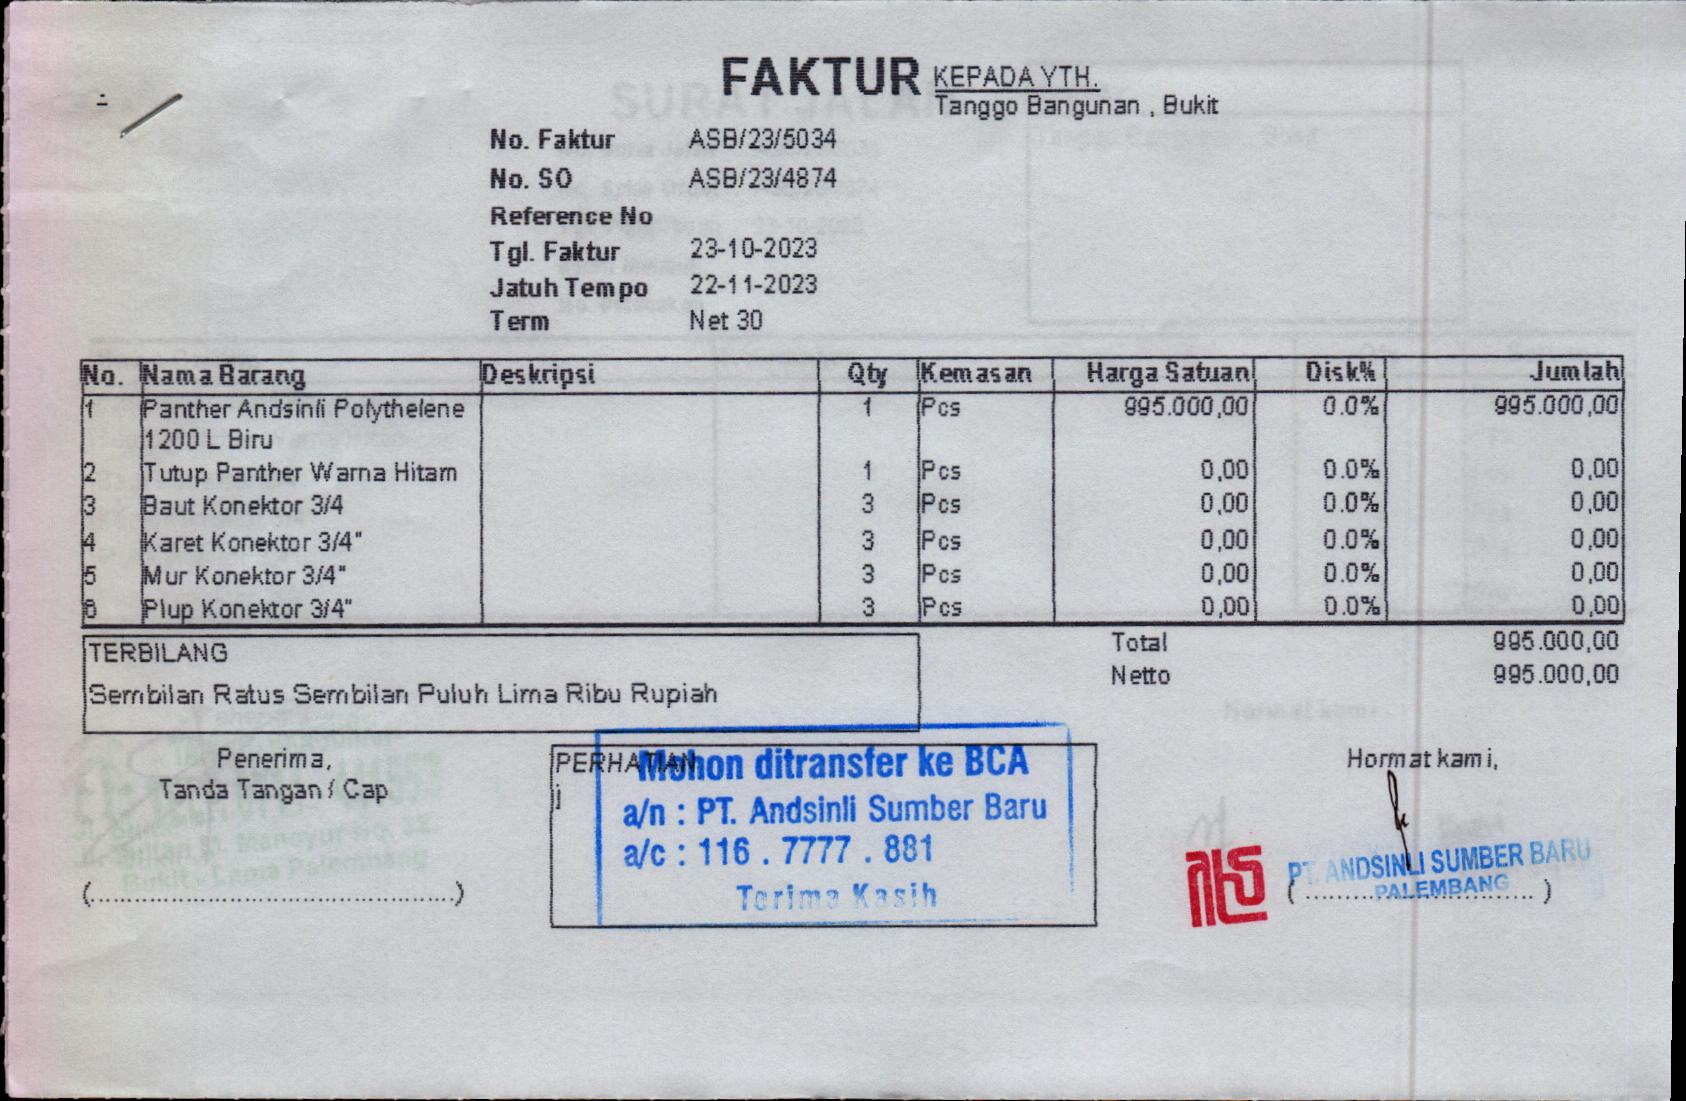 FAKTUR
KEPADA YTH.
Tanggo Bangunan , Bukit
No. Faktur ASB/23/5034
No. SO ASB/23/4874
Reference No
Tgl. Faktur 23-10-2023
Jatuh Tempo 22-11-2023
Term Net 30
No. Nama Barang Deskripsi Qty Kemasan Harga Satuan Disk% Jumlah
1 Panther Andsinli Polythelene 1 Pcs 995.000,00 0.0% 995.000,00
1200 L Biru
2 Tutup Panther Warna Hitam 1 Pcs 0,00 0.0% 0,00
3 Baut Konektor 3/4 3 Pcs 0,00 0.0% 0,00
4 Karet Konektor 3/4" 3 Pcs 0,00 0.0% 0,00
5 Mur Konektor 3/4" 3 Pcs 0,00 0.0% 0,00
6 Plup Konektor 3/4" 3 Pcs 0,00 0.0% 0,00
TERBILANG
Sembilan Ratus Sembilan Puluh Lima Ribu Rupiah
Total 995.000,00
Netto 995.000,00
Penerima,
Tanda Tangan / Cap
(................................................)
PERHATIAN
j
Mohon ditransfer ke BCA
a/n : PT. Andsinli Sumber Baru
a/c : 116 . 7777 . 881
Terima Kasih
Hormat kami,
PT. ANDSINLI SUMBER BARU
PALEMBANG
(..............................)